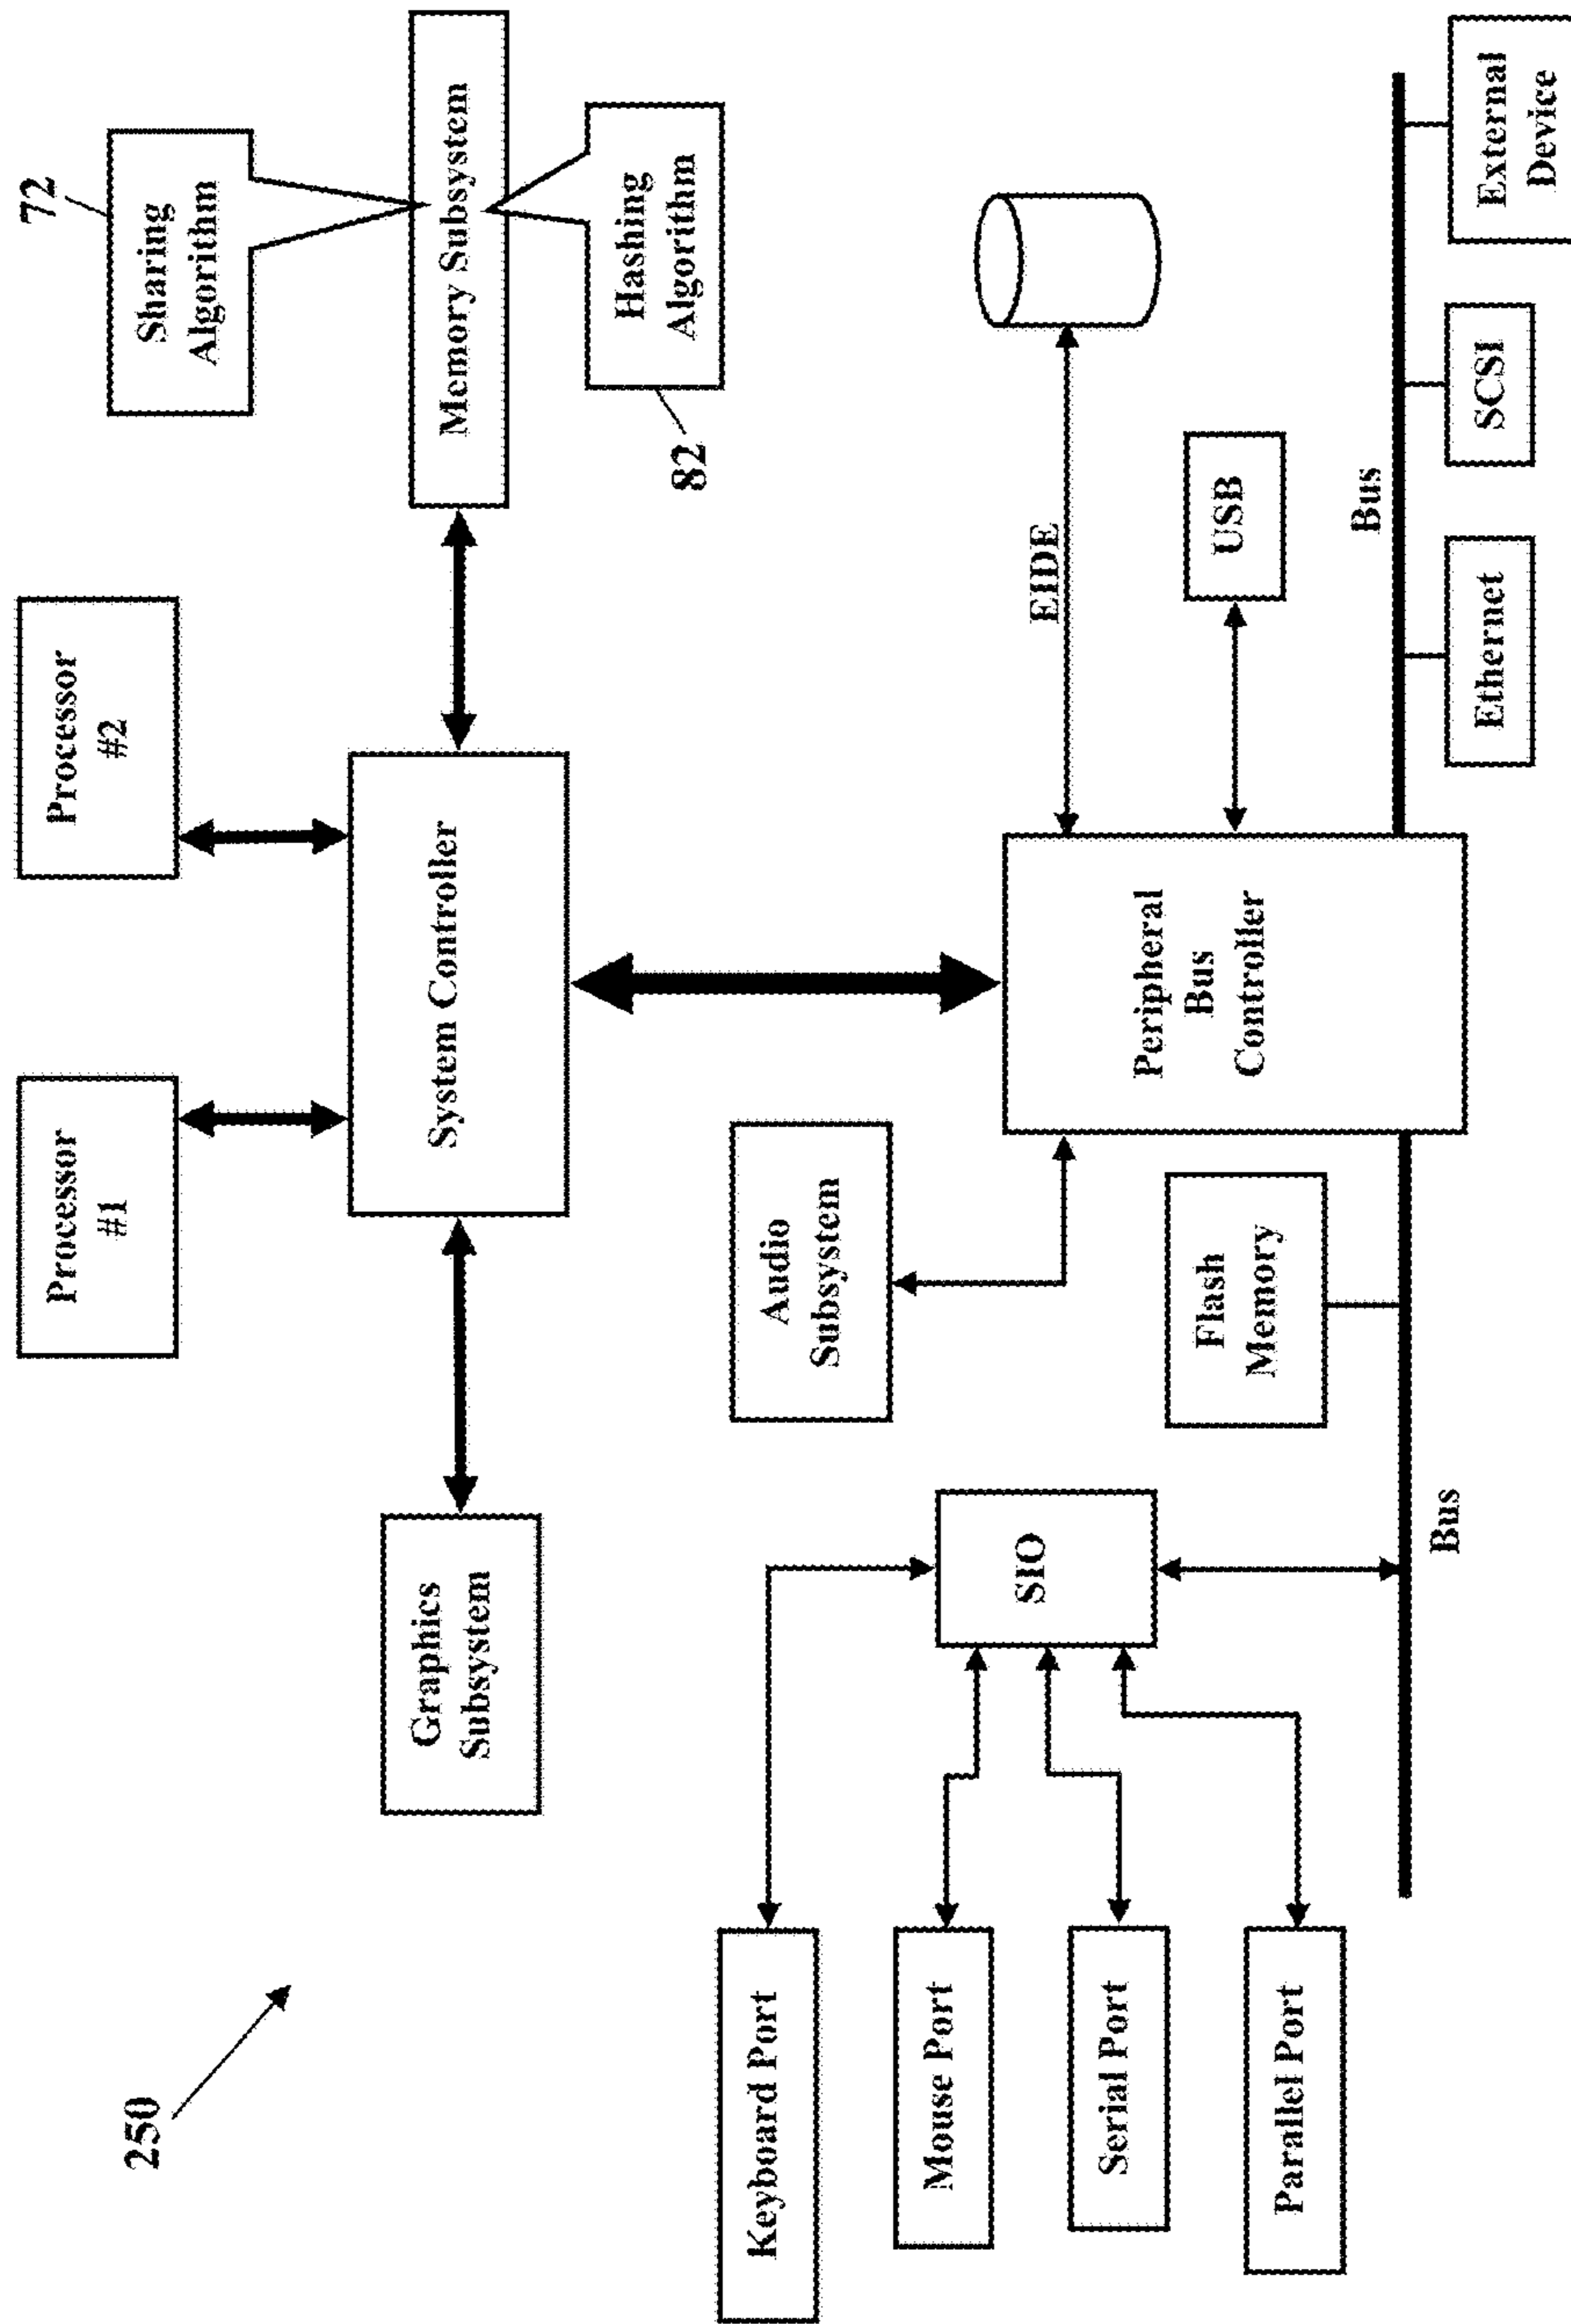 250
Processor
#1
Processor
#2
72
Sharing
Algorithm
Graphics
Subsystem
System Controller
Memory Subsystem
Hashing
Algorithm
82
Keyboard Port
Mouse Port
Serial Port
Parallel Port
SIO
Audio
Subsystem
Flash
Memory
Peripheral
Bus
Controller
EIDE
USB
Bus
Bus
Ethernet
SCSI
External
Device